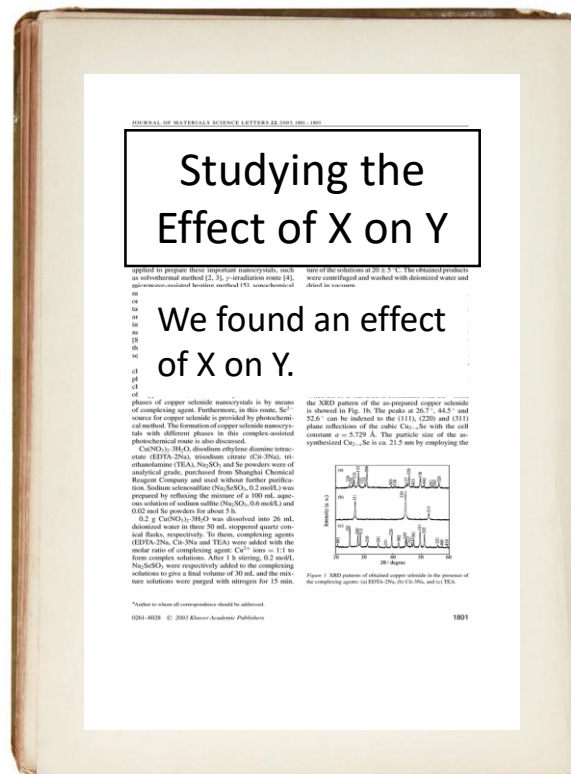 JOURNAL OF MATERIALS SCIENCE LETTERS 22, 2003, 1801–1803
Studying the
Effect of X on Y
applied to prepare these important nanocrystals, such
as solvothermal method [2, 3], γ-irradiation route [4],
microwave-assisted heating method [5], sonochemical
We found an effect
of X on Y.
phases of copper selenide nanocrystals is by means
of complexing agent. Furthermore, in this route, Se²⁻
source for copper selenide is provided by photochemi-
cal method. The formation of copper selenide nanocrys-
tals with different phases in this complex-assisted
photochemical route is also discussed.
Cu(NO₃)₂·3H₂O, disodium ethylene diamine tetrac-
etate (EDTA-2Na), trisodium citrate (Cit-3Na), tri-
ethanolamine (TEA), Na₂SO₃ and Se powders were of
analytical grade, purchased from Shanghai Chemical
Reagent Company and used without further purifica-
tion. Sodium selenosulfate (Na₂SeSO₃, 0.2 mol/L) was
prepared by refluxing the mixture of a 100 mL aque-
ous solution of sodium sulfite (Na₂SO₃, 0.6 mol/L) and
0.02 mol Se powders for about 5 h.
0.2 g Cu(NO₃)₂·3H₂O was dissolved into 26 mL
deionized water in three 50 mL stoppered quartz con-
ical flasks, respectively. To them, complexing agents
(EDTA-2Na, Cit-3Na and TEA) were added with the
molar ratio of complexing agent: Cu²⁺ ions = 1:1 to
form complex solutions. After 1 h stirring, 0.2 mol/L
Na₂SeSO₃ were respectively added to the complexing
solutions to give a final volume of 30 mL and the mix-
ture solutions were purged with nitrogen for 15 min.
*Author to whom all correspondence should be addressed.
0261–8028 © 2003 Kluwer Academic Publishers
ture of the solutions at 20 ± 5 °C. The obtained products
were centrifuged and washed with deionized water and
dried in vacuum.
the XRD pattern of the as-prepared copper selenide
is showed in Fig. 1b. The peaks at 26.7°, 44.5° and
52.6° can be indexed to the (111), (220) and (311)
plane reflections of the cubic Cu₂₋ₓSe with the cell
constant a = 5.729 Å. The particle size of the as-
synthesized Cu₂₋ₓSe is ca. 21.5 nm by employing the
(a)
(b)
(c)
Intensity (a. u.)
20 30 40 50 60
2θ / degree
Figure 1 XRD patterns of obtained copper selenide in the presence of
the complexing agents: (a) EDTA-2Na, (b) Cit-3Na, and (c) TEA.
1801